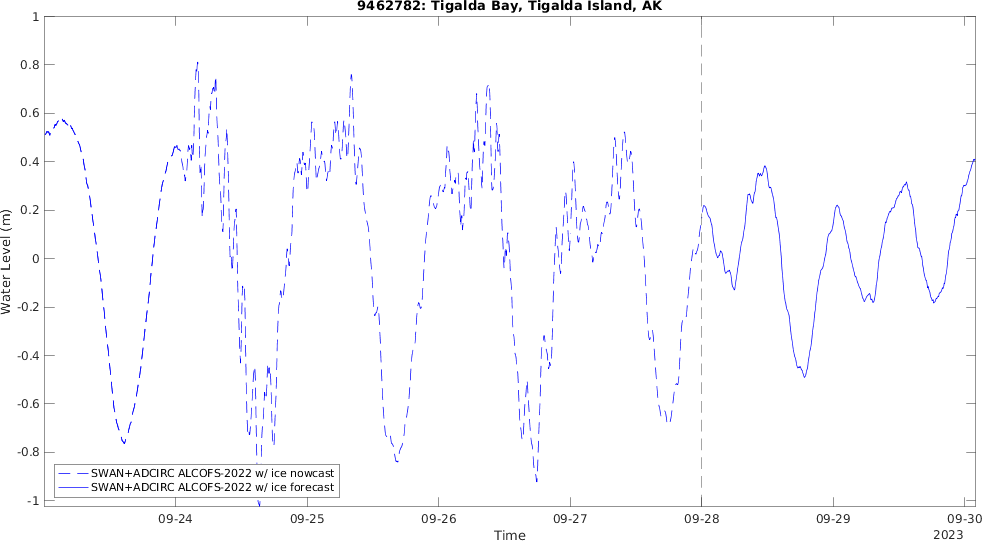 9462782: Tigalda Bay, Tigalda Island, AK
1
0.8
0.6
0.4
0.2
0
-0.2
-0.4
-0.6
-0.8
-1
Water Level (m)
SWAN+ADCIRC ALCOFS-2022 w/ ice nowcast
SWAN+ADCIRC ALCOFS-2022 w/ ice forecast
09-24 09-25 09-26 09-27 09-28 09-29 09-30
Time
2023